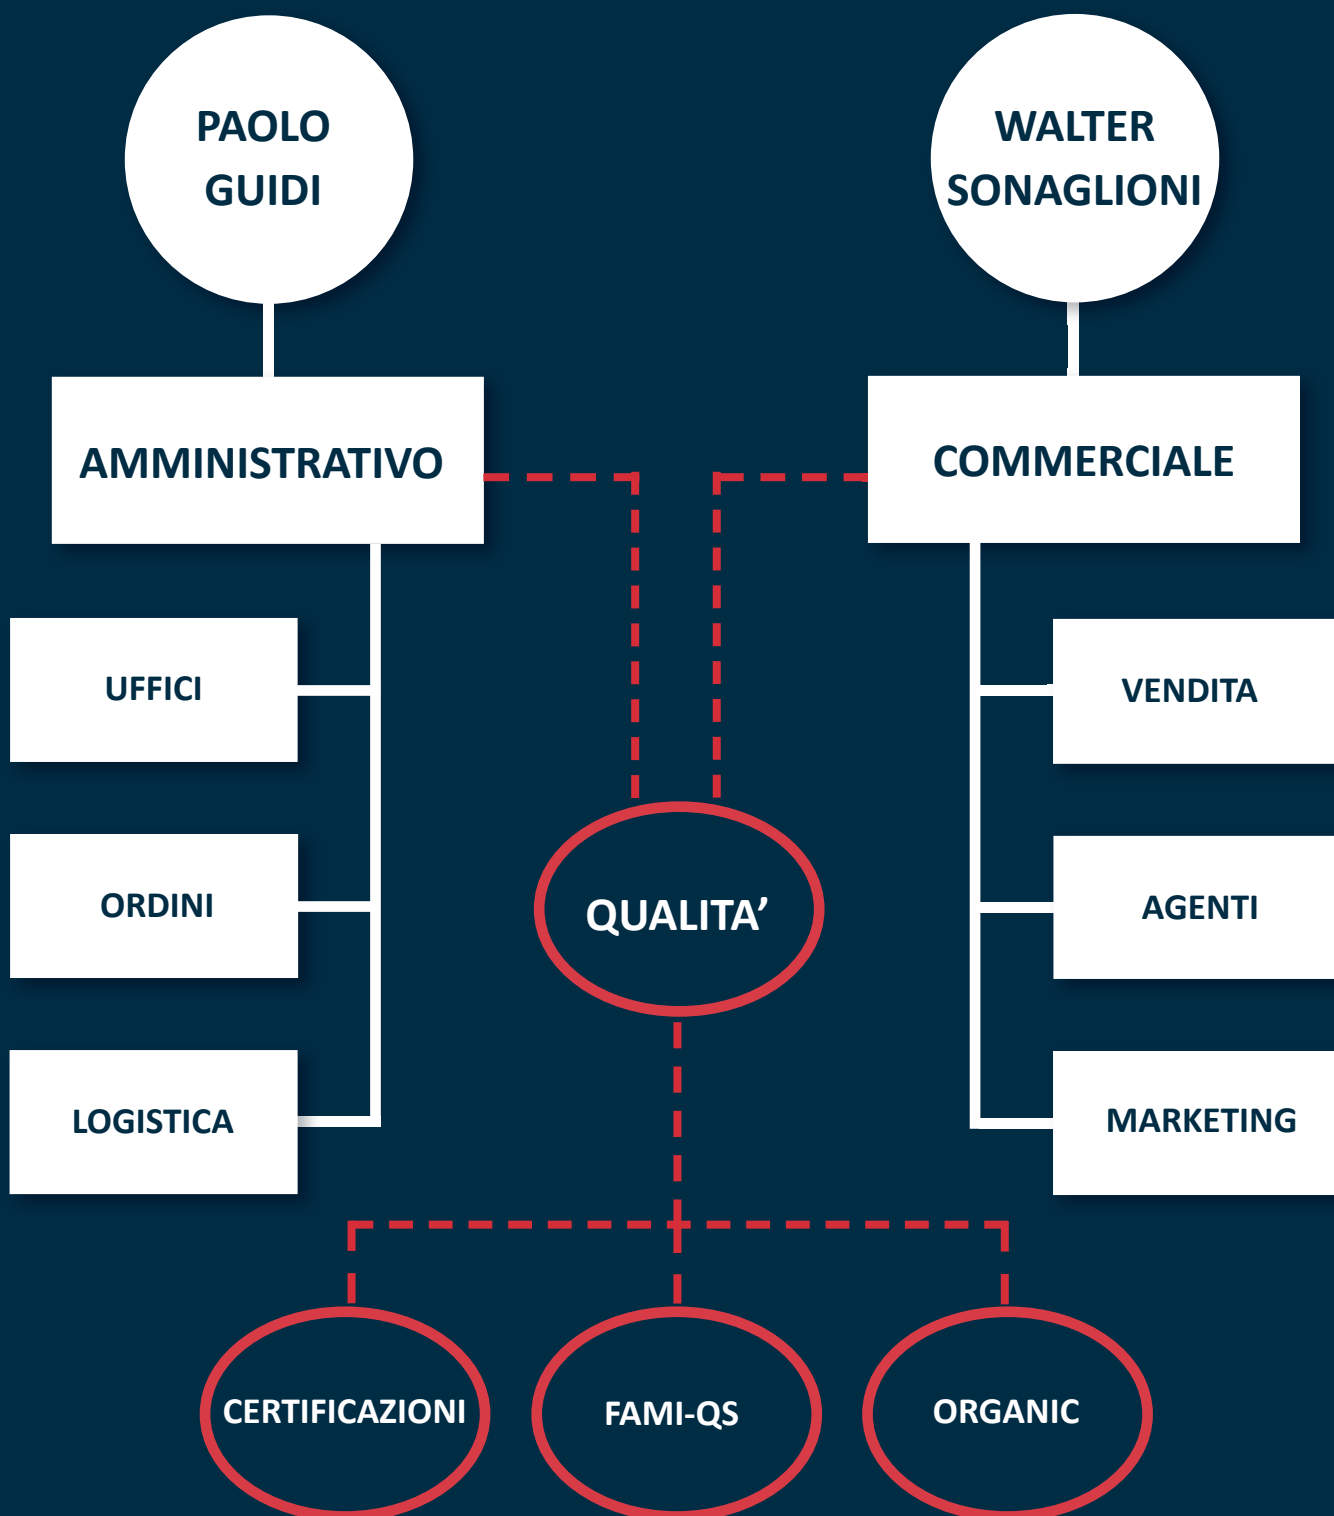 PAOLO
GUIDI
WALTER
SONAGLIONI
AMMINISTRATIVO
COMMERCIALE
UFFICI
VENDITA
ORDINI
QUALITA’
AGENTI
LOGISTICA
MARKETING
CERTIFICAZIONI
FAMI-QS
ORGANIC